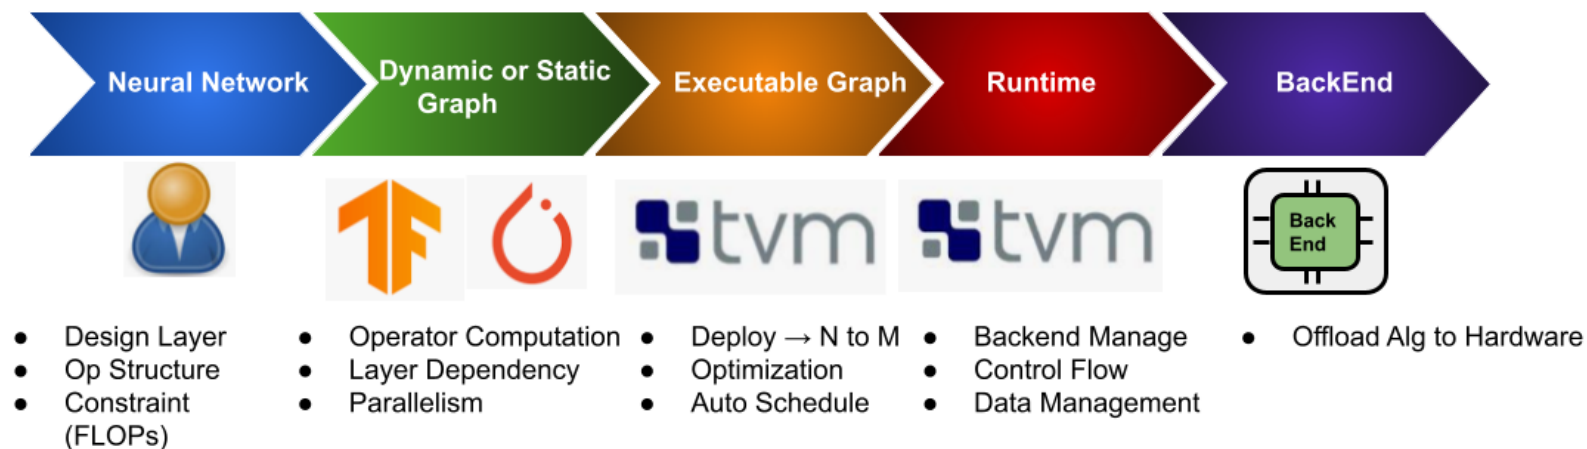 Neural Network
Dynamic or Static
Graph
Executable Graph
Runtime
BackEnd
tvm
tvm
Back
End
● Design Layer
● Op Structure
● Constraint
(FLOPs)
● Operator Computation
● Layer Dependency
● Parallelism
● Deploy → N to M
● Optimization
● Auto Schedule
● Backend Manage
● Control Flow
● Data Management
● Offload Alg to Hardware